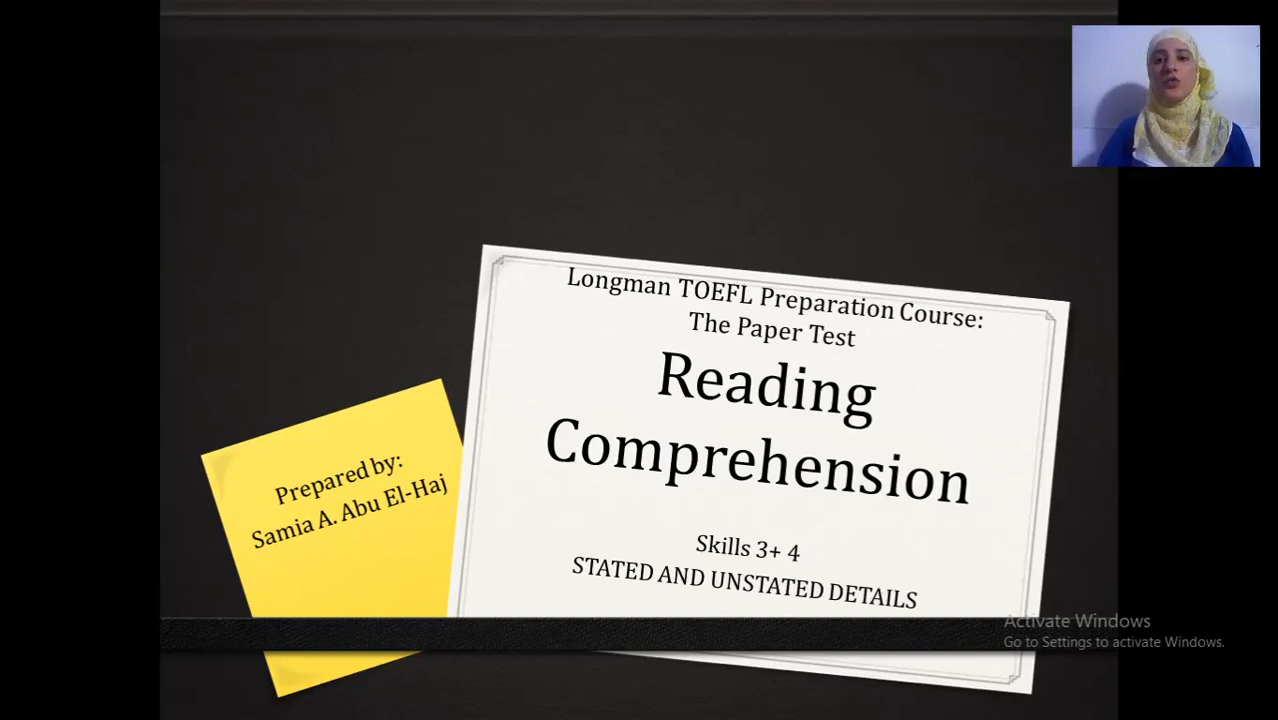 Longman TOEFL Preparation Course:
The Paper Test
Reading
Comprehension
Skills 3+ 4
STATED AND UNSTATED DETAILS
Prepared by:
Samia A. Abu El-Haj
Activate Windows
Go to Settings to activate Windows.